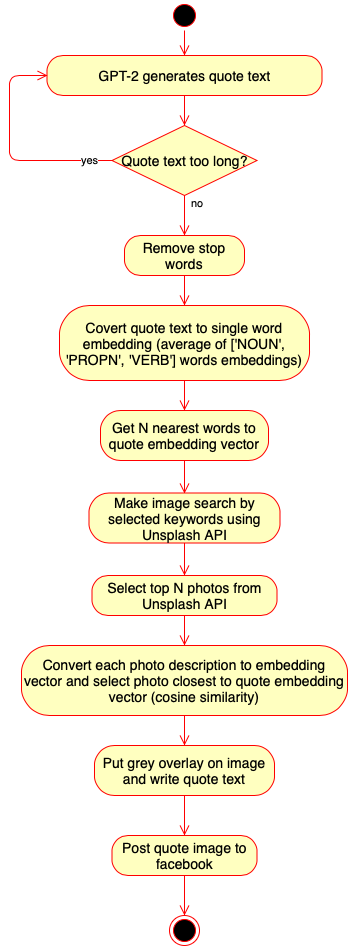 GPT-2 generates quote text
Quote text too long?
yes
no
Remove stop
words
Covert quote text to single word
embedding (average of ['NOUN',
'PROPN', 'VERB'] words embeddings)
Get N nearest words to
quote embedding vector
Make image search by
selected keywords using
Unsplash API
Select top N photos from
Unsplash API
Convert each photo description to embedding
vector and select photo closest to quote embedding
vector (cosine similarity)
Put grey overlay on image
and write quote text
Post quote image to
facebook